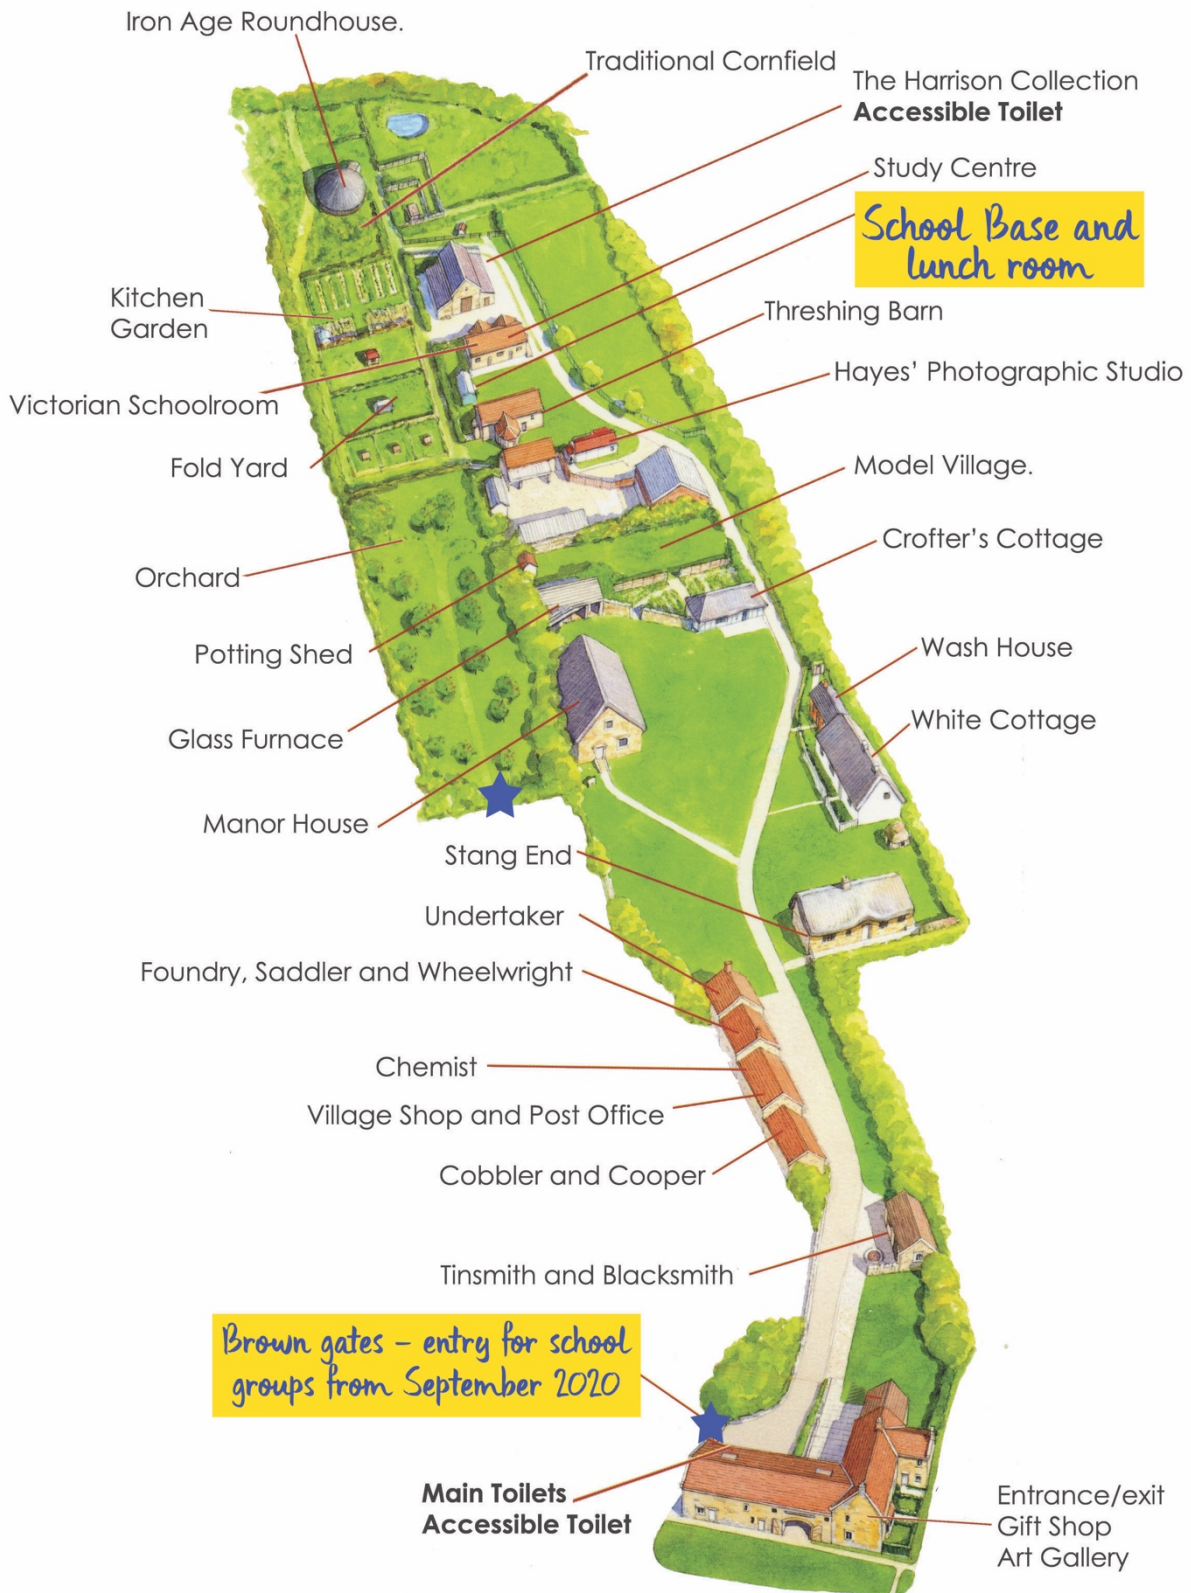 Iron Age Roundhouse.
Traditional Cornfield
The Harrison Collection
Accessible Toilet
Study Centre
School Base and
lunch room
Kitchen
Garden
Threshing Barn
Hayes’ Photographic Studio
Victorian Schoolroom
Fold Yard
Model Village.
Crofter’s Cottage
Orchard
Potting Shed
Wash House
White Cottage
Glass Furnace
Manor House
Stang End
Undertaker
Foundry, Saddler and Wheelwright
Chemist
Village Shop and Post Office
Cobbler and Cooper
Tinsmith and Blacksmith
Brown gates – entry for school
groups from September 2020
Main Toilets
Accessible Toilet
Entrance/exit
Gift Shop
Art Gallery